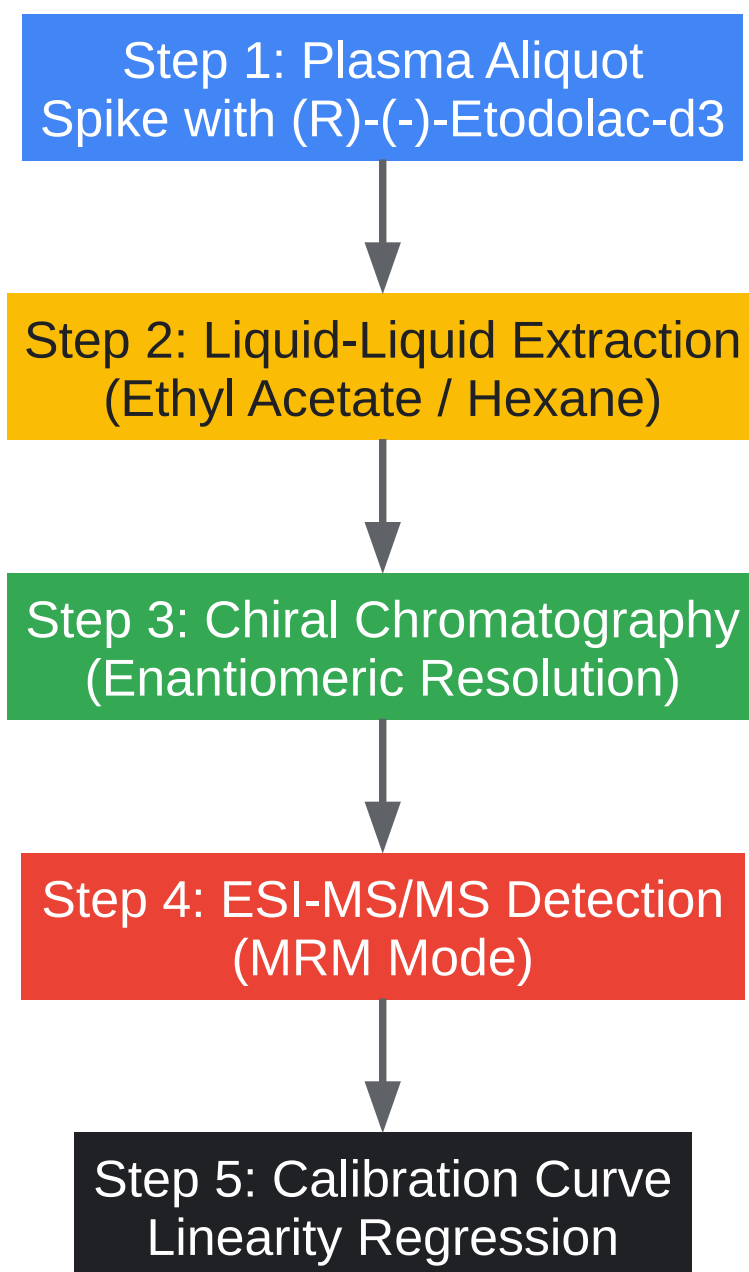 Step 1: Plasma Aliquot
Spike with (R)-(-)-Etodolac-d3
Step 2: Liquid-Liquid Extraction
(Ethyl Acetate / Hexane)
Step 3: Chiral Chromatography
(Enantiomeric Resolution)
Step 4: ESI-MS/MS Detection
(MRM Mode)
Step 5: Calibration Curve
Linearity Regression